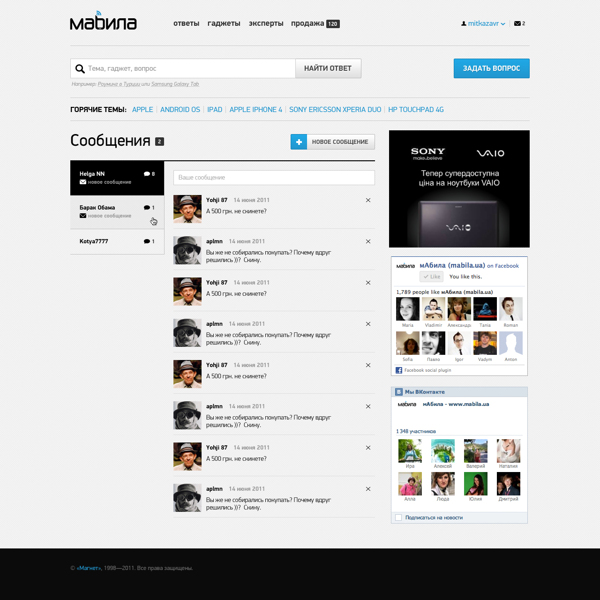 мабила
ответы гаджеты эксперты продажа 120
mitkazavr 2
Тема, гаджет, вопрос
НАЙТИ ОТВЕТ
ЗАДАТЬ ВОПРОС
Например: Роуминг в Турции или Samsung Galaxy Tab
ГОРЯЧИЕ ТЕМЫ: APPLE ANDROID OS IPAD APPLE IPHONE 4 SONY ERICSSON XPERIA DUO HP TOUCHPAD 4G
Сообщения 2
НОВОЕ СООБЩЕНИЕ
Helga NN 8
новое сообщение
Барак Обама 1
новое сообщение
Kotya7777 1
Ваше сообщение
Yohji 87 14 июня 2011
А 500 грн. не снижете?
aplmn 14 июня 2011
Вы же не собирались покупать? Почему вдруг
решились ))? Скину.
Yohji 87 14 июня 2011
А 500 грн. не снижете?
aplmn 14 июня 2011
Вы же не собирались покупать? Почему вдруг
решились ))? Скину.
Yohji 87 14 июня 2011
А 500 грн. не снижете?
aplmn 14 июня 2011
Вы же не собирались покупать? Почему вдруг
решились ))? Скину.
Yohji 87 14 июня 2011
А 500 грн. не снижете?
aplmn 14 июня 2011
Вы же не собирались покупать? Почему вдруг
решились ))? Скину.
SONY
make.believe
VAIO
Тепер супердоступна
ціна на ноутбуки VAIO
VAIO
мабила
мАбила (mabila.ua) on Facebook
Like You like this.
1,789 people like мАбила (mabila.ua)
Maria Vladimir Александр Талла Roman
Sofia Павло Igor Vadym Anton
Facebook social plugin
В Мы ВКонтакте
мабила
мАбила - www.mabila.ua
1 348 участников
Ира Алексей Валерий Наталия
Алла Люда Юлия Дмитрий
Подписаться на новости
© «Магнет», 1998—2011. Все права защищены.